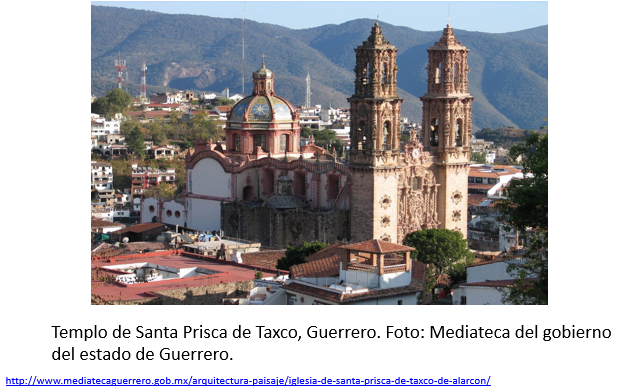 Templo de Santa Prisca de Taxco, Guerrero. Foto: Mediateca del gobierno
del estado de Guerrero.
http://www.mediatecaguerrero.gob.mx/arquitectura-paisaje/iglesia-de-santa-prisca-de-taxco-de-alarcon/